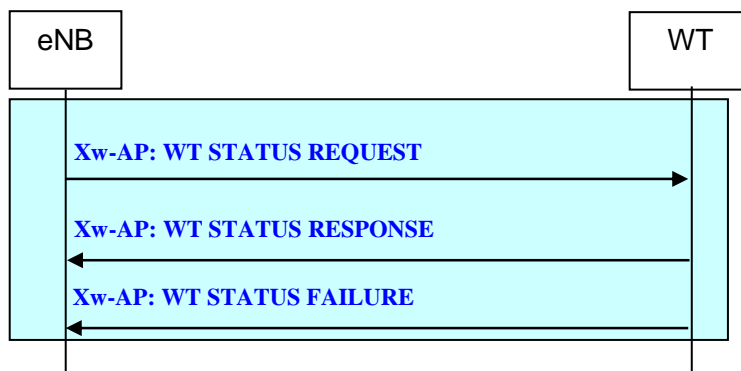 eNB
WT
Xw-AP: WT STATUS REQUEST
Xw-AP: WT STATUS RESPONSE
Xw-AP: WT STATUS FAILURE